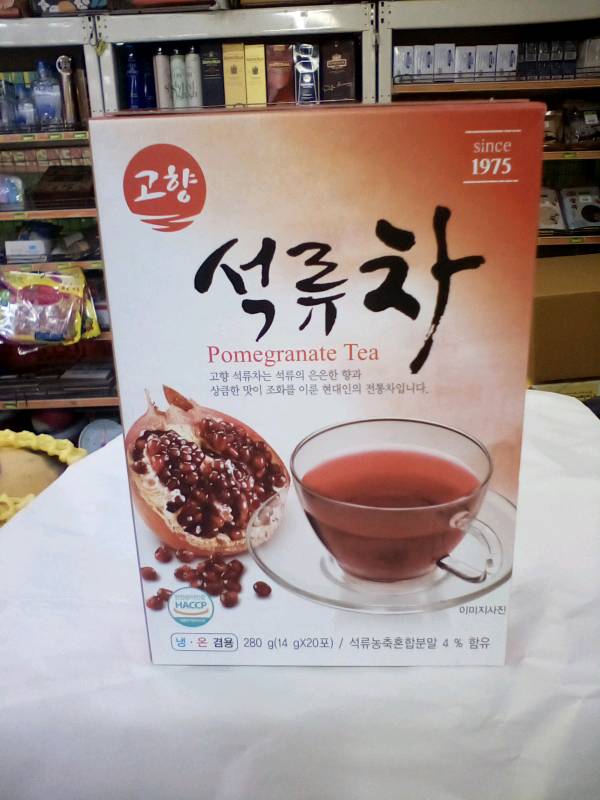 고향
since
1975
석류차
Pomegranate Tea
고향 석류차는 석류의 은은한 향과
상큼한 맛이 조화를 이룬 현대인의 전통차입니다.
HACCP
이미지사진
냉·온 겸용 280 g(14 gX20포) / 석류농축혼합분말 4 % 함유